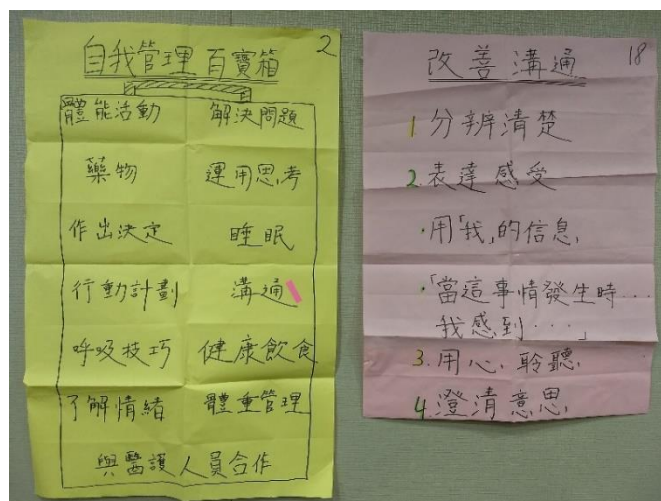 自我管理百寶箱
2
體能活動 解決問題
藥物 運用思考
作出決定 睡眠
行動計劃 溝通
呼吸技巧 健康飲食
了解情緒 體重管理
與醫護人員合作
改善溝通
18
1 分辨清楚
2. 表達感受
·用「我」的信息
·「當這事情發生時...
我感到...」
3. 用心聆聽
4 澄清意思